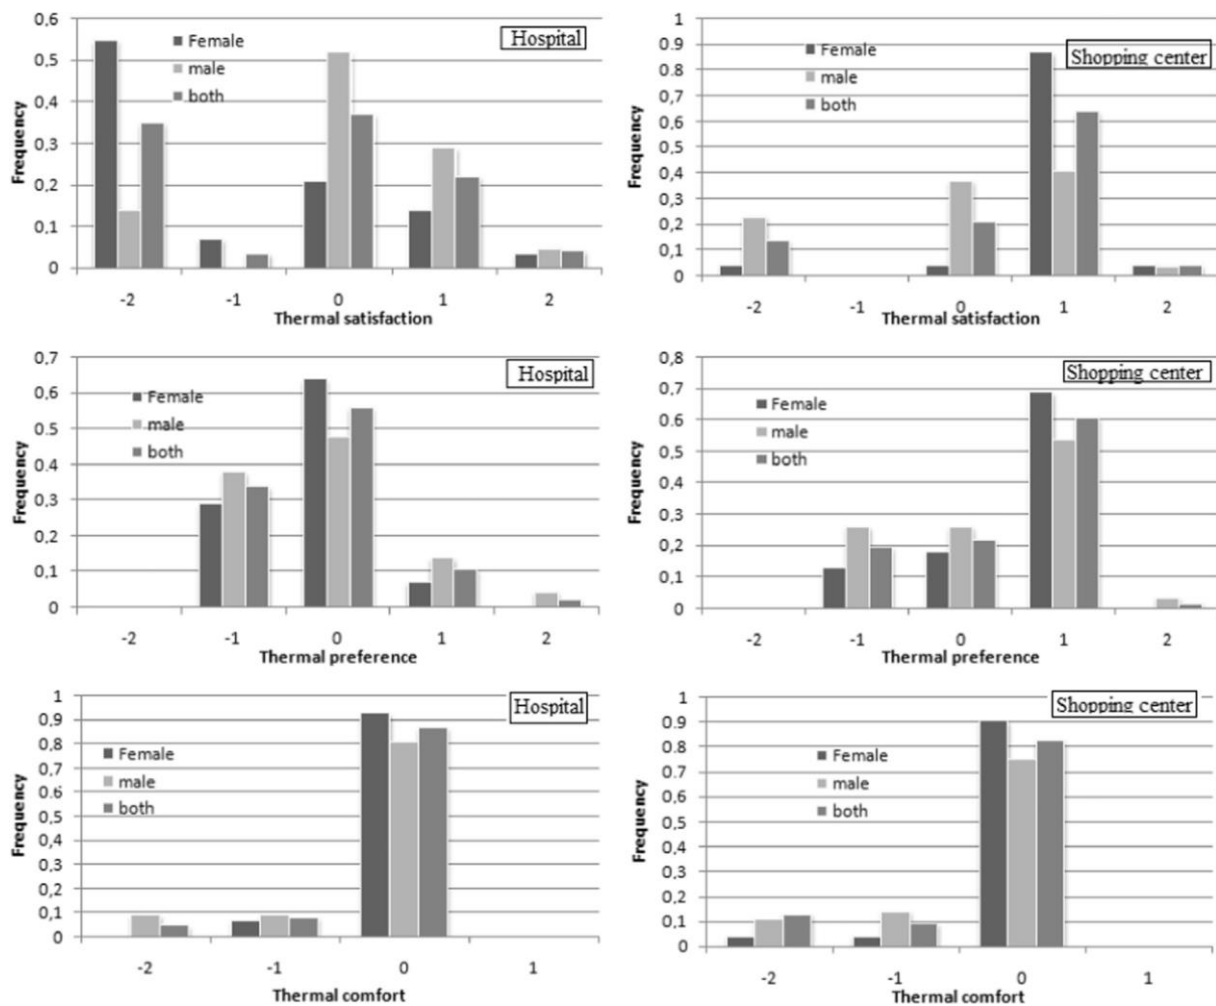 Hospital
Female
male
both
Frequency
0,6
0,5
0,4
0,3
0,2
0,1
0
-2 -1 0 1 2
Thermal satisfaction
Shopping center
Female
male
both
Frequency
1
0,9
0,8
0,7
0,6
0,5
0,4
0,3
0,2
0,1
0
-2 -1 0 1 2
Thermal satisfaction
Hospital
Female
male
both
Frequency
0,7
0,6
0,5
0,4
0,3
0,2
0,1
0
-2 -1 0 1 2
Thermal preference
Shopping center
Female
male
both
Frequency
0,8
0,7
0,6
0,5
0,4
0,3
0,2
0,1
0
-2 -1 0 1 2
Thermal preference
Hospital
Female
male
both
Frequency
1
0,9
0,8
0,7
0,6
0,5
0,4
0,3
0,2
0,1
0
-2 -1 0 1
Thermal comfort
Shopping center
Female
male
both
Frequency
1
0,9
0,8
0,7
0,6
0,5
0,4
0,3
0,2
0,1
0
-2 -1 0 1
Thermal comfort